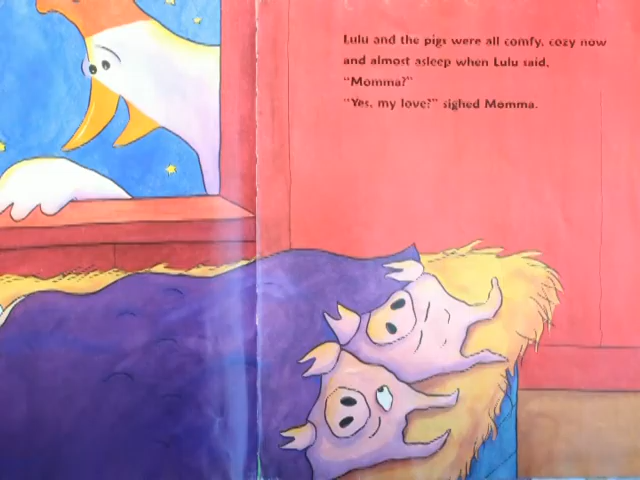 Lulu and the pigs were all comfy, cozy now
and almost asleep when Lulu said,
“Momma?”
“Yes, my love?” sighed Momma.